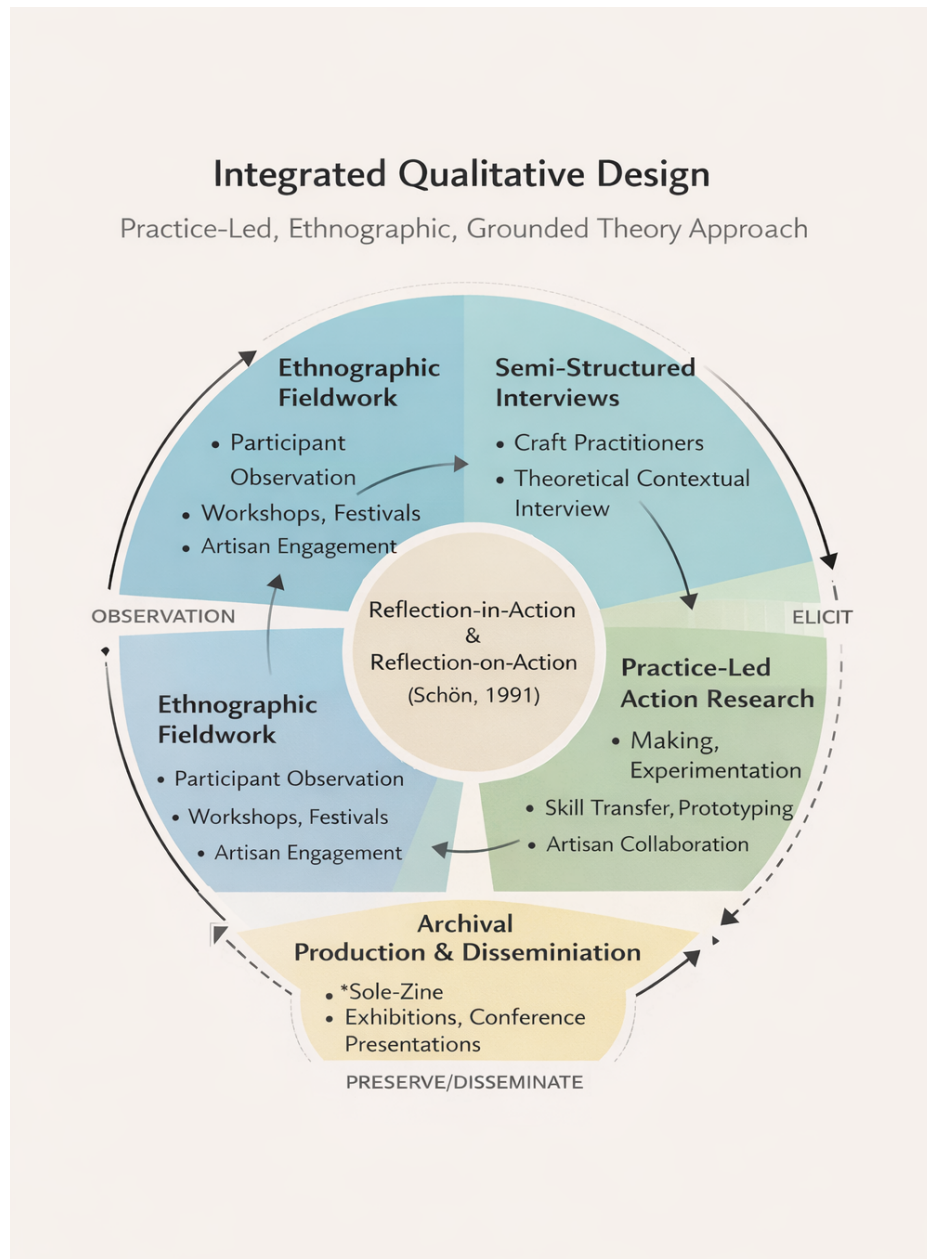 Integrated Qualitative Design
Practice-Led, Ethnographic, Grounded Theory Approach
Ethnographic
Fieldwork
• Participant
Observation
• Workshops, Festivals
• Artisan Engagement
Semi-Structured
Interviews
• Craft Practitioners
• Theoretical Contextual
Interview
OBSERVATION
Reflection-in-Action
&
Reflection-on-Action
(Schön, 1991)
ELICIT
Ethnographic
Fieldwork
• Participant Observation
• Workshops, Festivals
• Artisan Engagement
Practice-Led
Action Research
• Making,
Experimentation
• Skill Transfer, Prototyping
• Artisan Collaboration
Archival
Production & Disseminiation
• *Sole-Zine
• Exhibitions, Conference
Presentations
PRESERVE/DISSEMINATE